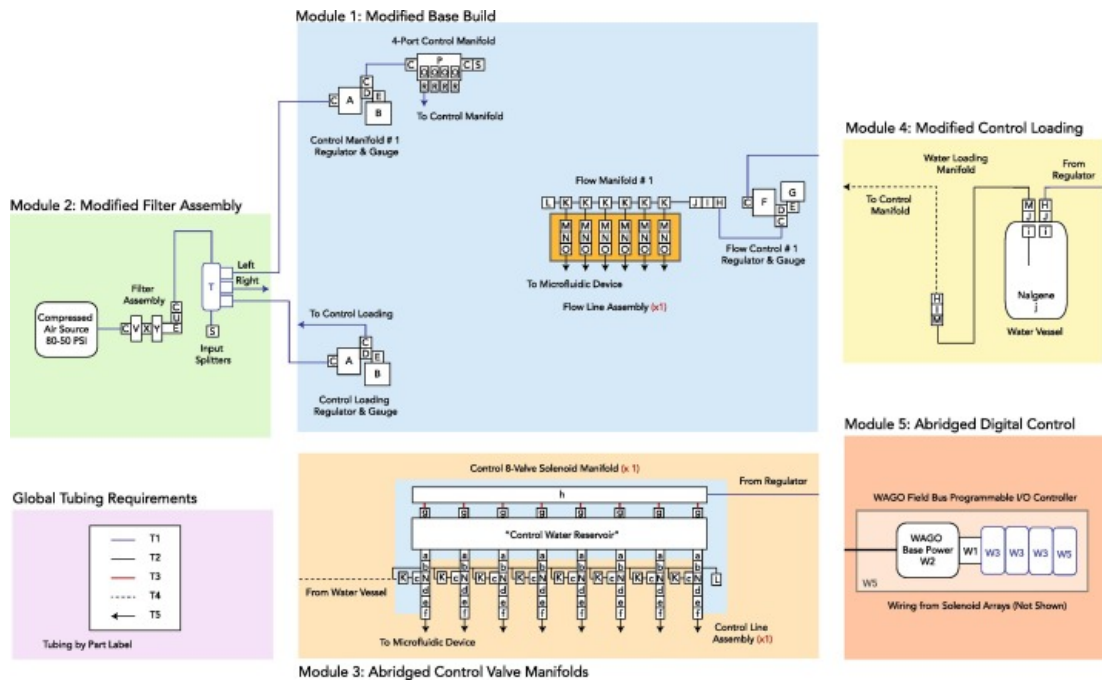 Module 1: Modified Base Build
4-Port Control Manifold
C
P
C S
O O O O
R R R R
C
D
E
C
A
B
To Control Manifold
Control Manifold # 1
Regulator & Gauge
Flow Manifold # 1
L K K K K K K J I H
M M M M M M
N N N N N N
O O O O O O
To Microfluidic Device
Flow Line Assembly (x1)
C
F
G
D
E
C
Flow Control # 1
Regulator & Gauge
To Control Loading
C
D
E
C
A
B
Control Loading
Regulator & Gauge
Module 2: Modified Filter Assembly
Left
Right
T
Filter
Assembly
C
U
E
C V X Y
Compressed
Air Source
80-50 PSI
S
Input
Splitters
Module 4: Modified Control Loading
Water Loading
Manifold
From
Regulator
To Control
Manifold
M H
J J
i i
H
I
M
Nalgene
j
Water Vessel
Module 5: Abridged Digital Control
WAGO Field Bus Programmable I/O Controller
WAGO
Base Power
W2
W1
W3 W3 W3 W5
W5
Wiring from Solenoid Arrays (Not Shown)
Global Tubing Requirements
T1
T2
T3
T4
T5
Tubing by Part Label
Control 8-Valve Solenoid Manifold (x 1)
From Regulator
h
g g g g g g g g
"Control Water Reservoir"
a a a a a a a a
b b b b b b b b
K c N K c N K c N K c N K c N K c N K c N K c N L
d d d d d d d d
e e e e e e e e
f f f f f f f f
From Water Vessel
To Microfluidic Device
Control Line
Assembly (x1)
Module 3: Abridged Control Valve Manifolds